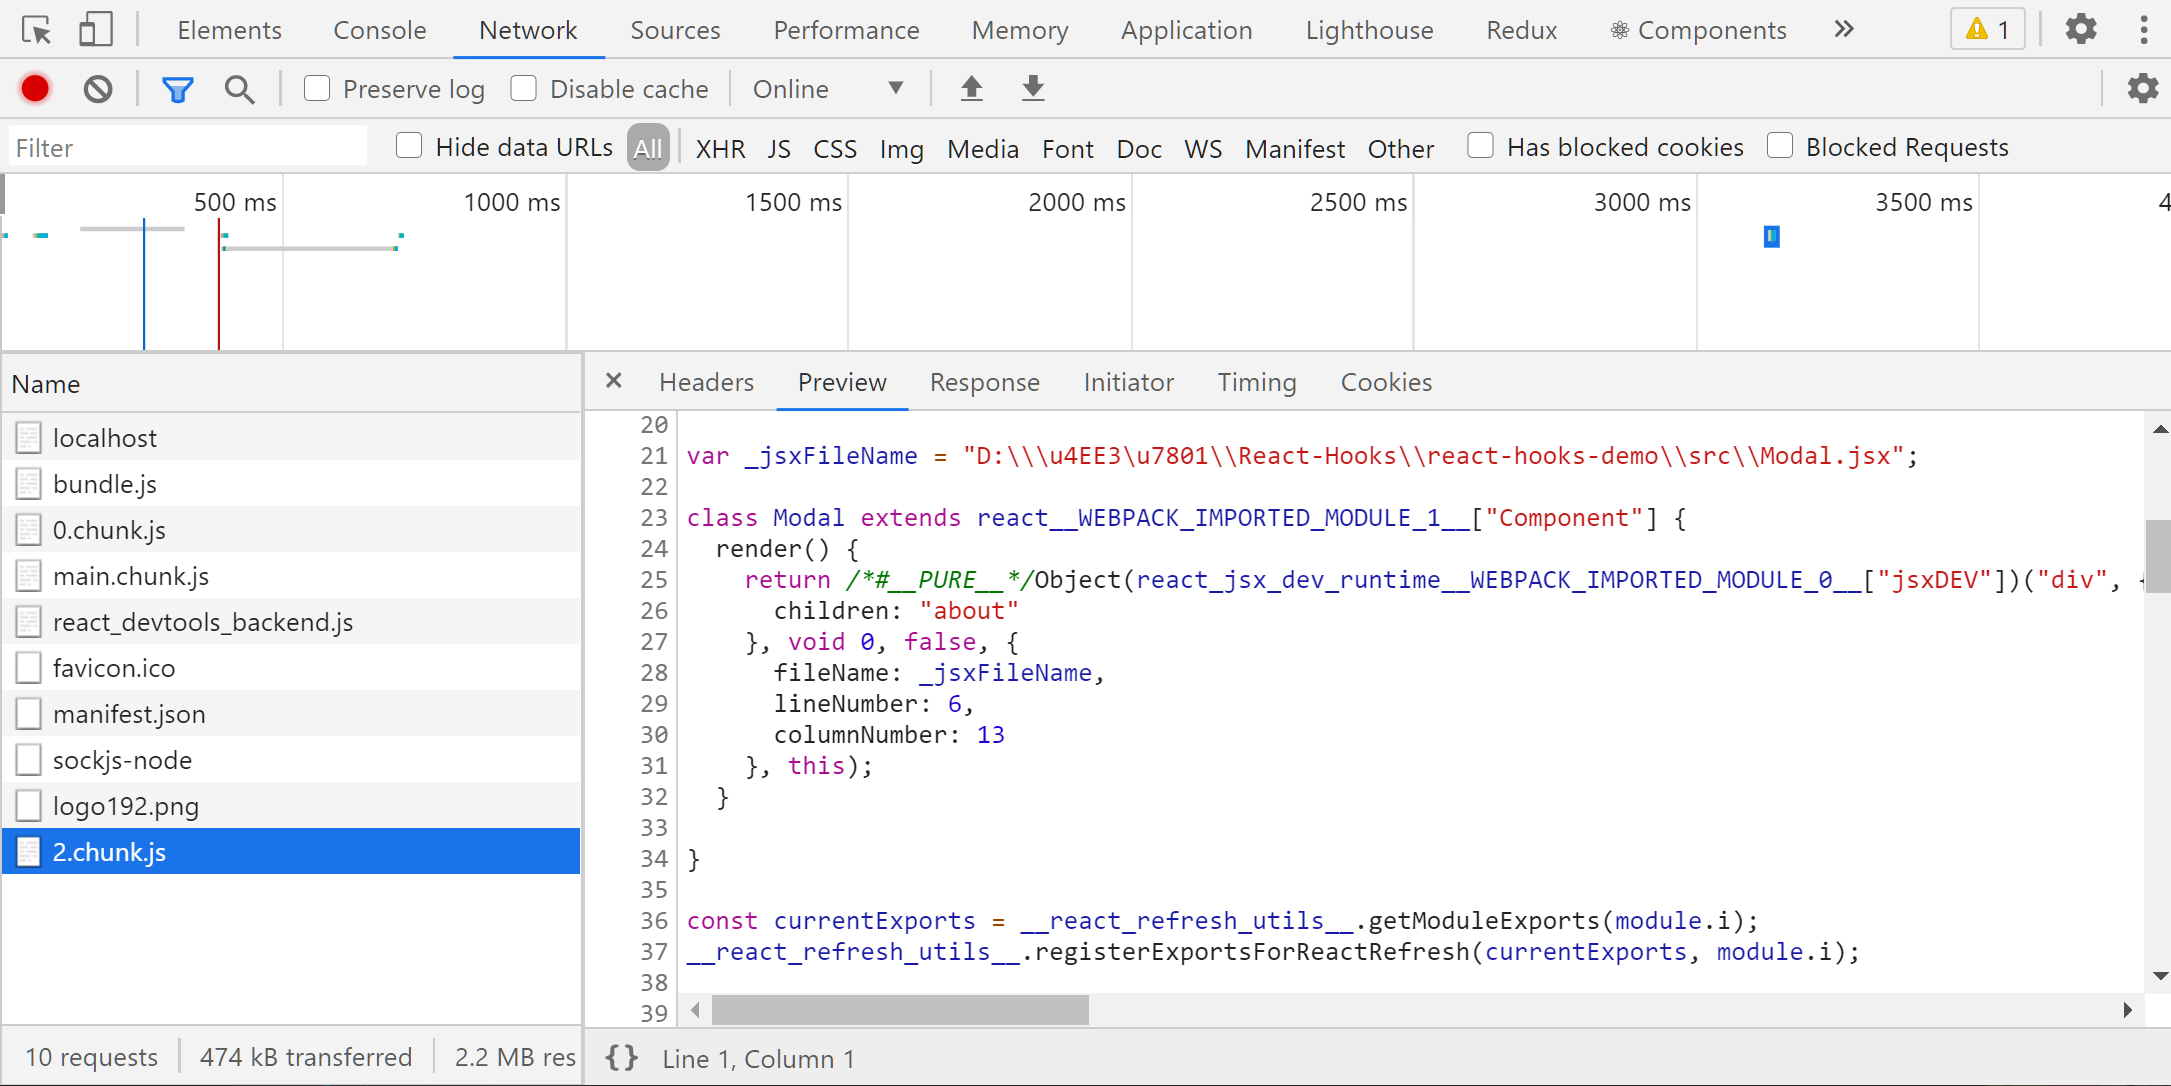 Elements Console Network Sources Performance Memory Application Lighthouse Redux ⚛ Components » 1
Preserve log Disable cache Online ▼
Filter Hide data URLs All XHR JS CSS Img Media Font Doc WS Manifest Other Has blocked cookies Blocked Requests
500 ms 1000 ms 1500 ms 2000 ms 2500 ms 3000 ms 3500 ms 4
Name
localhost
bundle.js
0.chunk.js
main.chunk.js
react_devtools_backend.js
favicon.ico
manifest.json
sockjs-node
logo192.png
2.chunk.js
10 requests 474 kB transferred 2.2 MB res
× Headers Preview Response Initiator Timing Cookies
20
21 var _jsxFileName = "D:\\\u4EE3\u7801\\React-Hooks\\react-hooks-demo\\src\\Modal.jsx";
22
23 class Modal extends react__WEBPACK_IMPORTED_MODULE_1__["Component"] {
24   render() {
25     return /*#__PURE__*/Object(react_jsx_dev_runtime__WEBPACK_IMPORTED_MODULE_0__["jsxDEV"])("div", {
26       children: "about"
27     }, void 0, false, {
28       fileName: _jsxFileName,
29       lineNumber: 6,
30       columnNumber: 13
31     }, this);
32   }
33
34 }
35
36 const currentExports = __react_refresh_utils__.getModuleExports(module.i);
37 __react_refresh_utils__.registerExportsForReactRefresh(currentExports, module.i);
38
39
{} Line 1, Column 1